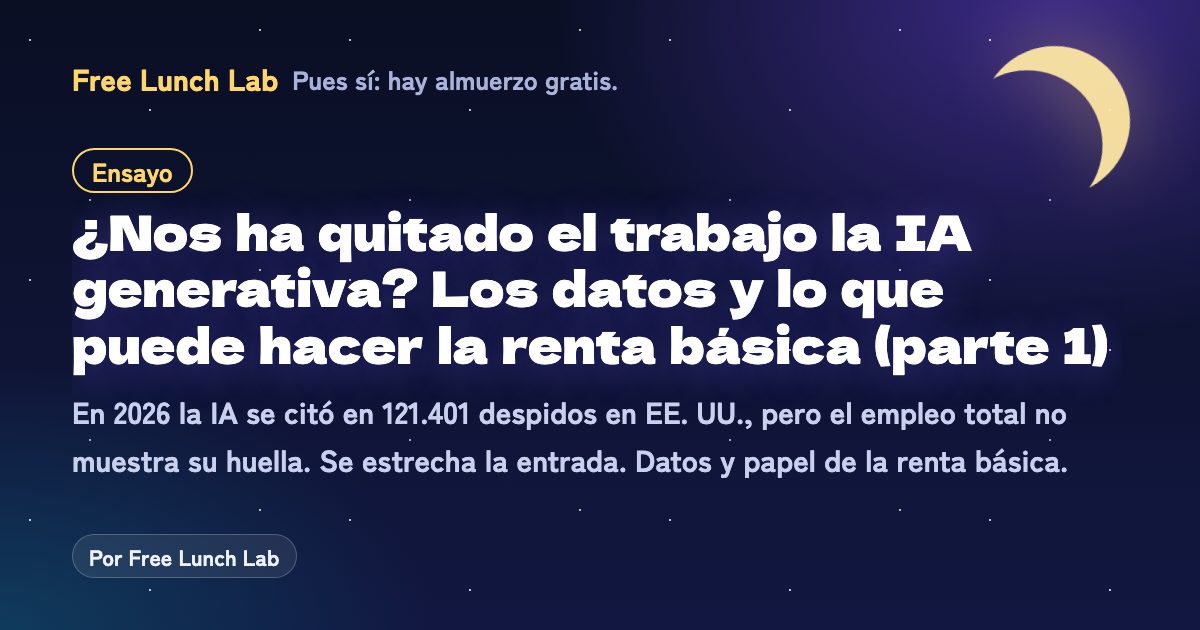 Free Lunch Lab Pues sí: hay almuerzo gratis.
Ensayo
¿Nos ha quitado el trabajo la IA
generativa? Los datos y lo que
puede hacer la renta básica (parte 1)
En 2026 la IA se citó en 121.401 despidos en EE. UU., pero el empleo total no
muestra su huella. Se estrecha la entrada. Datos y papel de la renta básica.
Por Free Lunch Lab